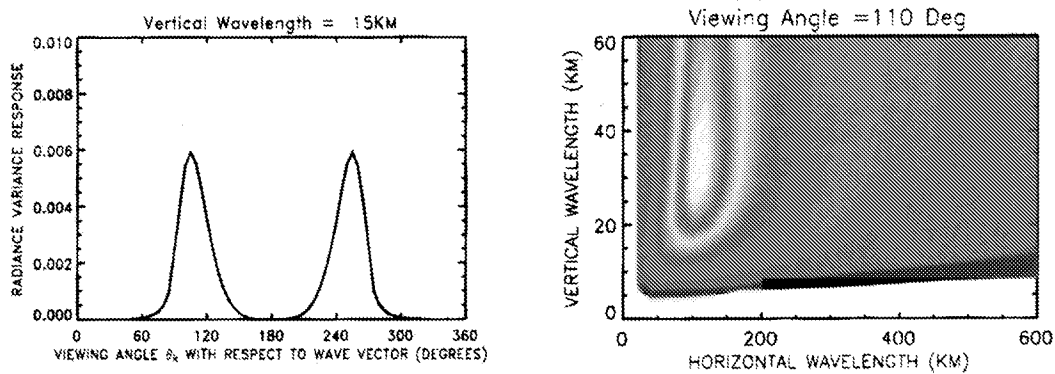 Vertical Wavelength = 15KM
0.010
0.008
0.006
0.004
0.002
0.000
RADIANCE VARIANCE RESPONSE
0 60 120 180 240 300 360
VIEWING ANGLE θk WITH RESPECT TO WAVE VECTOR (DEGREES)
Viewing Angle =110 Deg
60
40
20
0
VERTICAL WAVELENGTH (KM)
0 200 400 600
HORIZONTAL WAVELENGTH (KM)